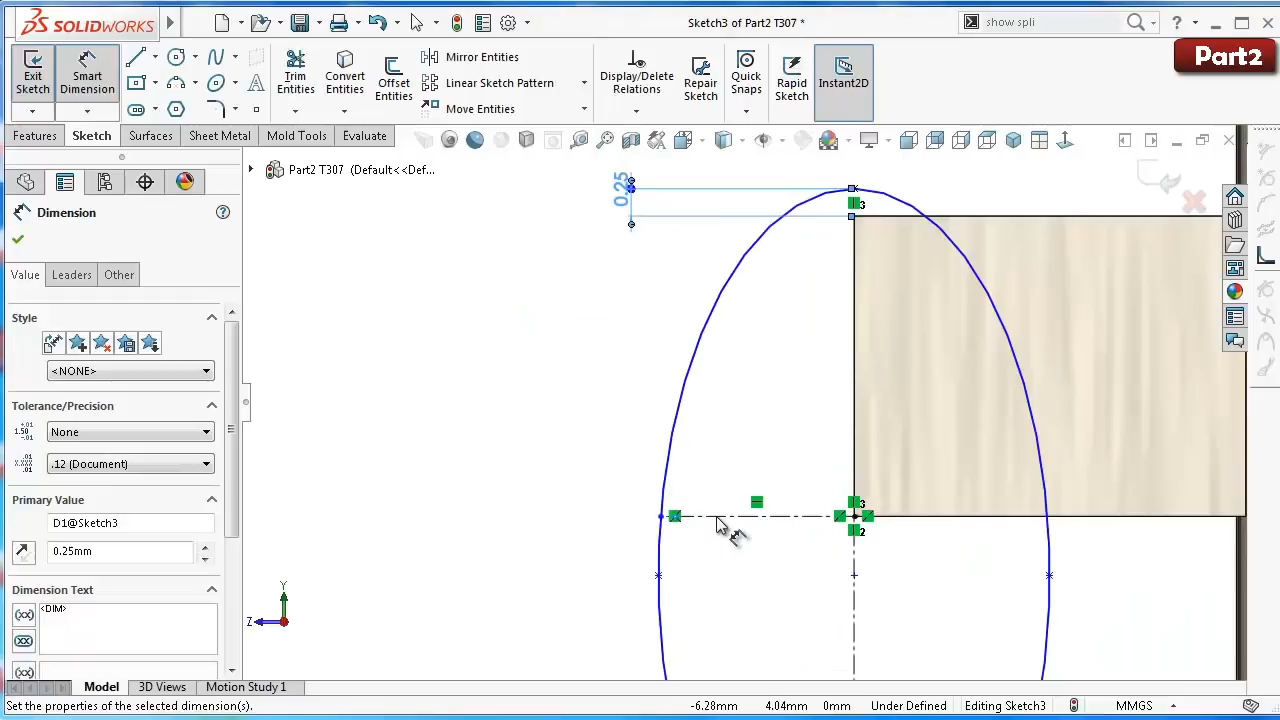 SOLIDWORKS
Sketch3 of Part2 T307 *
show spli
?
Part2
Exit Sketch
Smart Dimension
Trim Entities
Convert Entities
Offset Entities
Mirror Entities
Linear Sketch Pattern
Move Entities
Display/Delete Relations
Repair Sketch
Quick Snaps
Rapid Sketch
Instant2D
Features
Sketch
Surfaces
Sheet Metal
Mold Tools
Evaluate
Part2 T307 (Default<<Def...
Dimension
?
Value
Leaders
Other
Style
<NONE>
Tolerance/Precision
None
.12 (Document)
Primary Value
D1@Sketch3
0.25mm
Dimension Text
<DIM>
0.25
3
3
2
Y
Z
Model
3D Views
Motion Study 1
Set the properties of the selected dimension(s).
-6.28mm
4.04mm
0mm
Under Defined
Editing Sketch3
MMGS